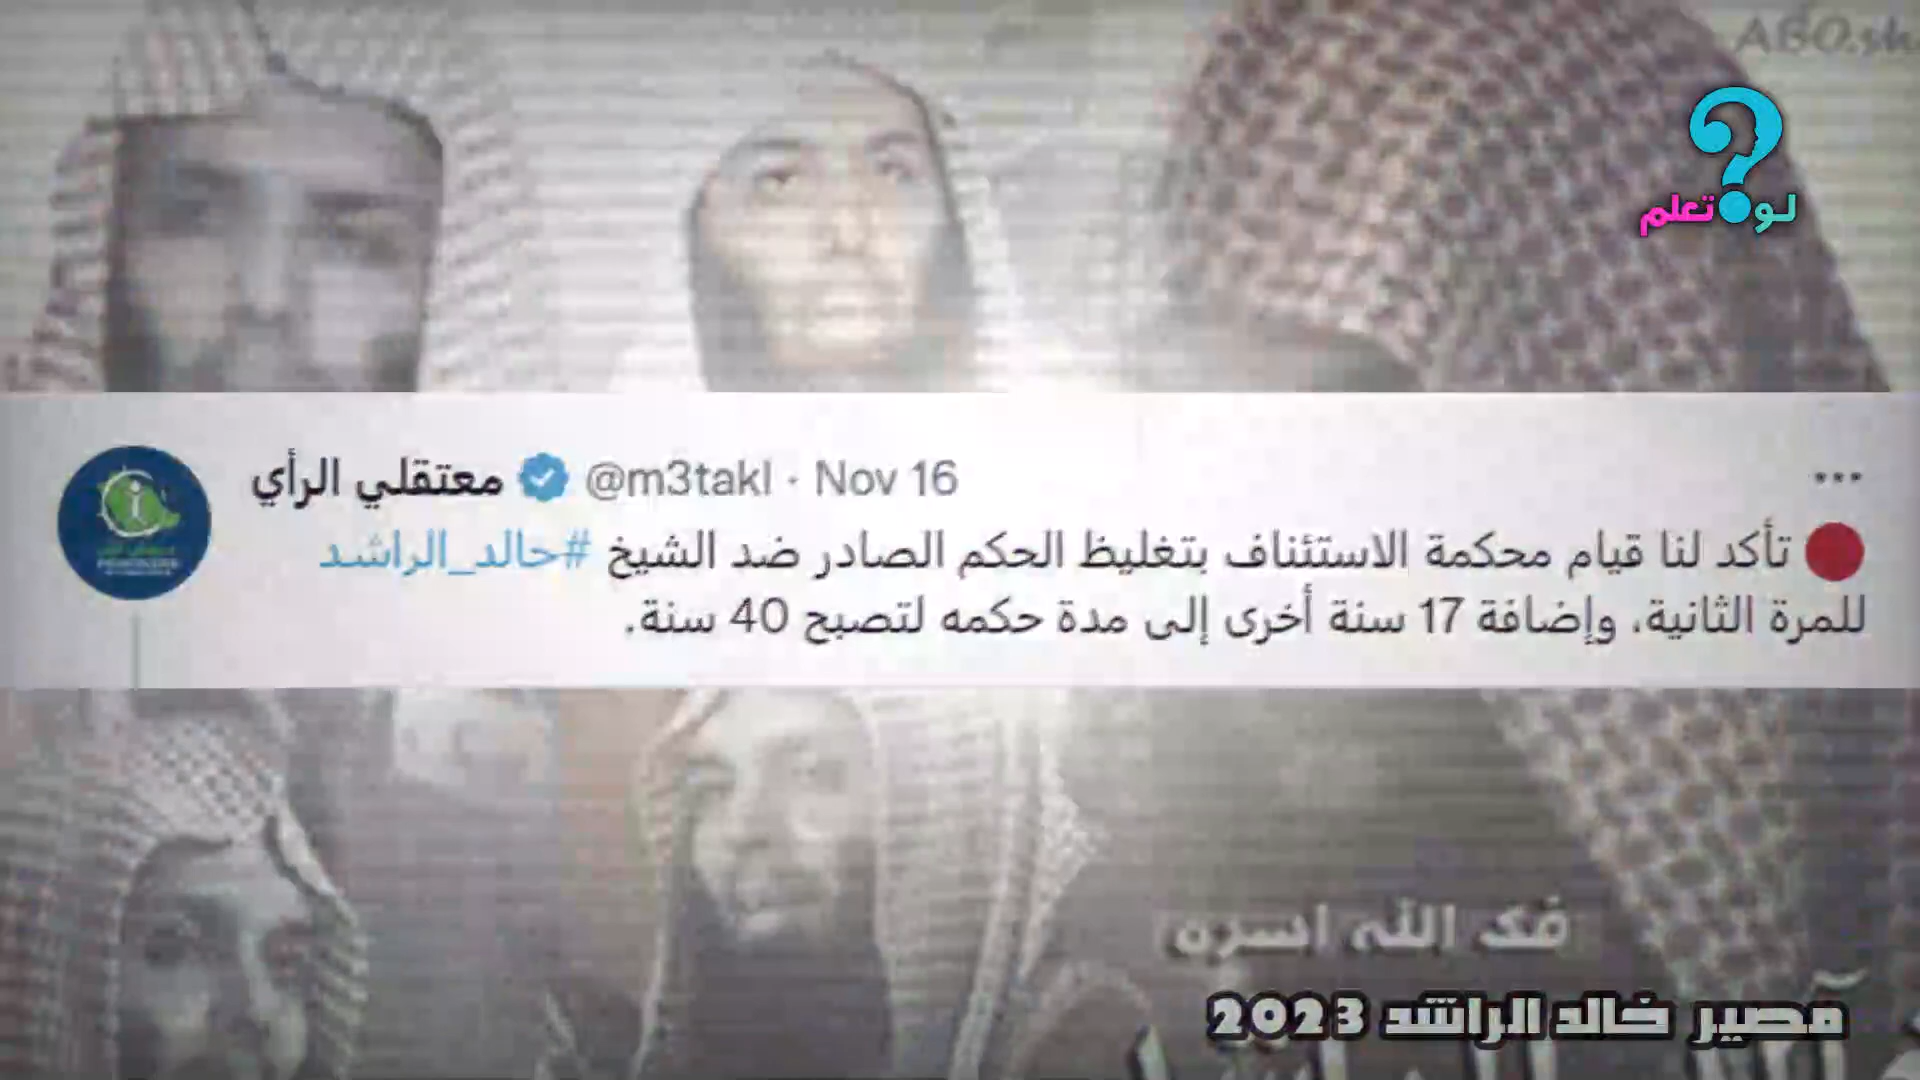 ABO.sh
لو تعلم
معتقلي الرأي @m3takl · Nov 16
تأكد لنا قيام محكمة الاستئناف بتغليظ الحكم الصادر ضد الشيخ #خالد_الراشد
للمرة الثانية، وإضافة 17 سنة أخرى إلى مدة حكمه لتصبح 40 سنة.
فك الله اسره
مصير خالد الراشد 2023